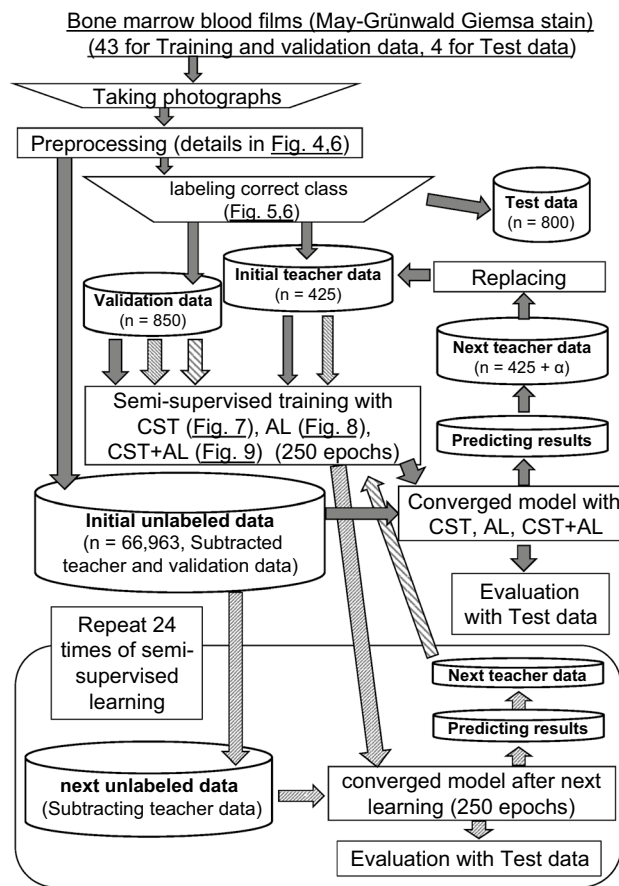 Bone marrow blood films (May-Grünwald Giemsa stain)
(43 for Training and validation data, 4 for Test data)
Taking photographs
Preprocessing (details in Fig. 4,6)
labeling correct class
(Fig. 5,6)
Test data
(n = 800)
Initial teacher data
(n = 425)
Replacing
Validation data
(n = 850)
Next teacher data
(n = 425 + α)
Semi-supervised training with
CST (Fig. 7), AL (Fig. 8),
CST+AL (Fig. 9) (250 epochs)
Predicting results
Initial unlabeled data
(n = 66,963, Subtracted
teacher and validation data)
Converged model with
CST, AL, CST+AL
Evaluation
with Test data
Repeat 24
times of semi-
supervised
learning
Next teacher data
Predicting results
next unlabeled data
(Subtracting teacher data)
converged model after next
learning (250 epochs)
Evaluation with Test data